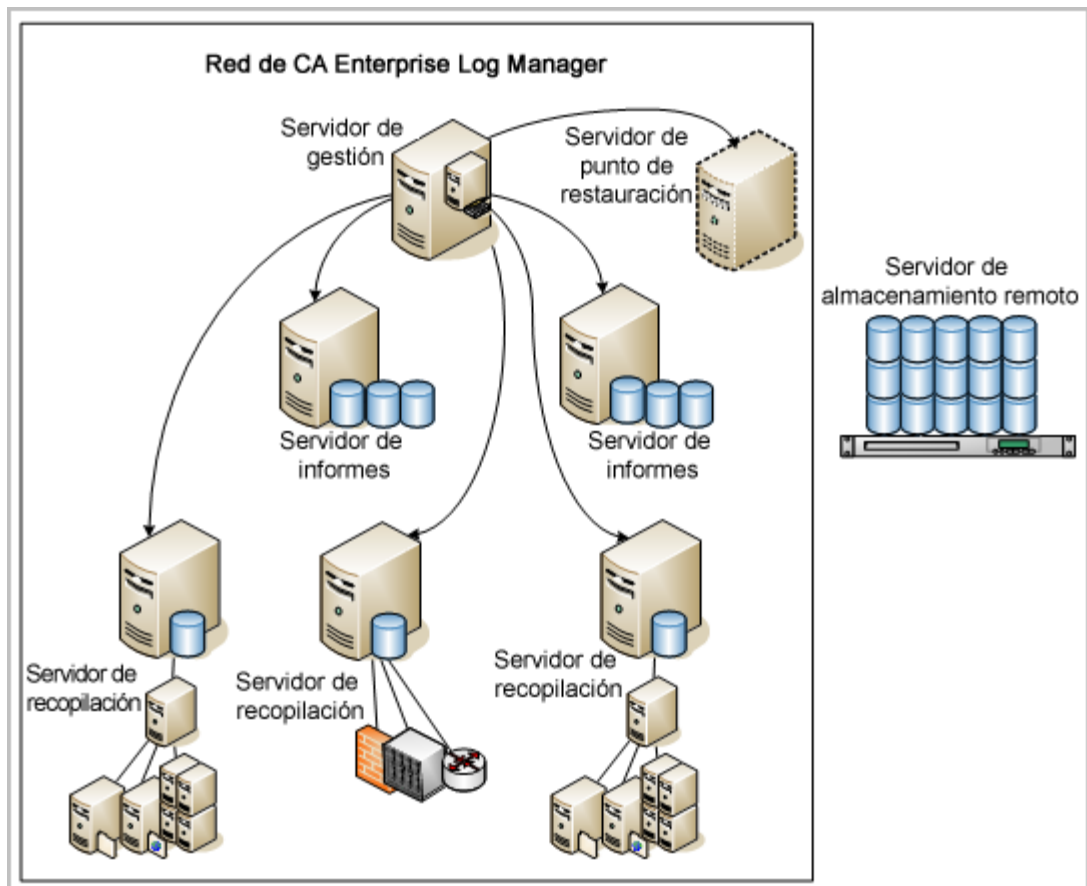 Red de CA Enterprise Log Manager
Servidor de
gestión
Servidor de
punto de
restauración
Servidor de
almacenamiento remoto
Servidor de
informes
Servidor de
informes
Servidor de
recopilación
Servidor de
recopilación
Servidor de
recopilación